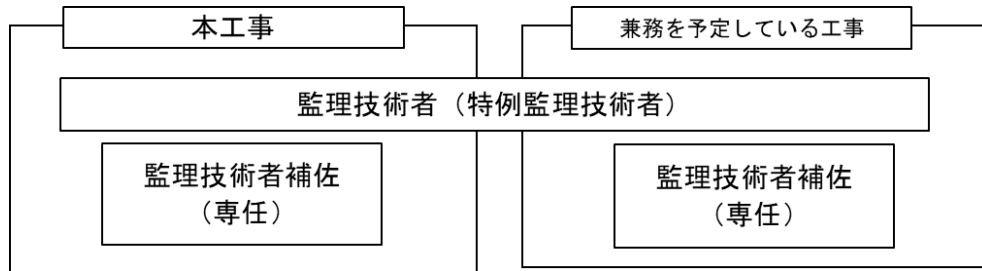 本工事
兼務を予定している工事
監理技術者（特例監理技術者）
監理技術者補佐
（専任）
監理技術者補佐
（専任）